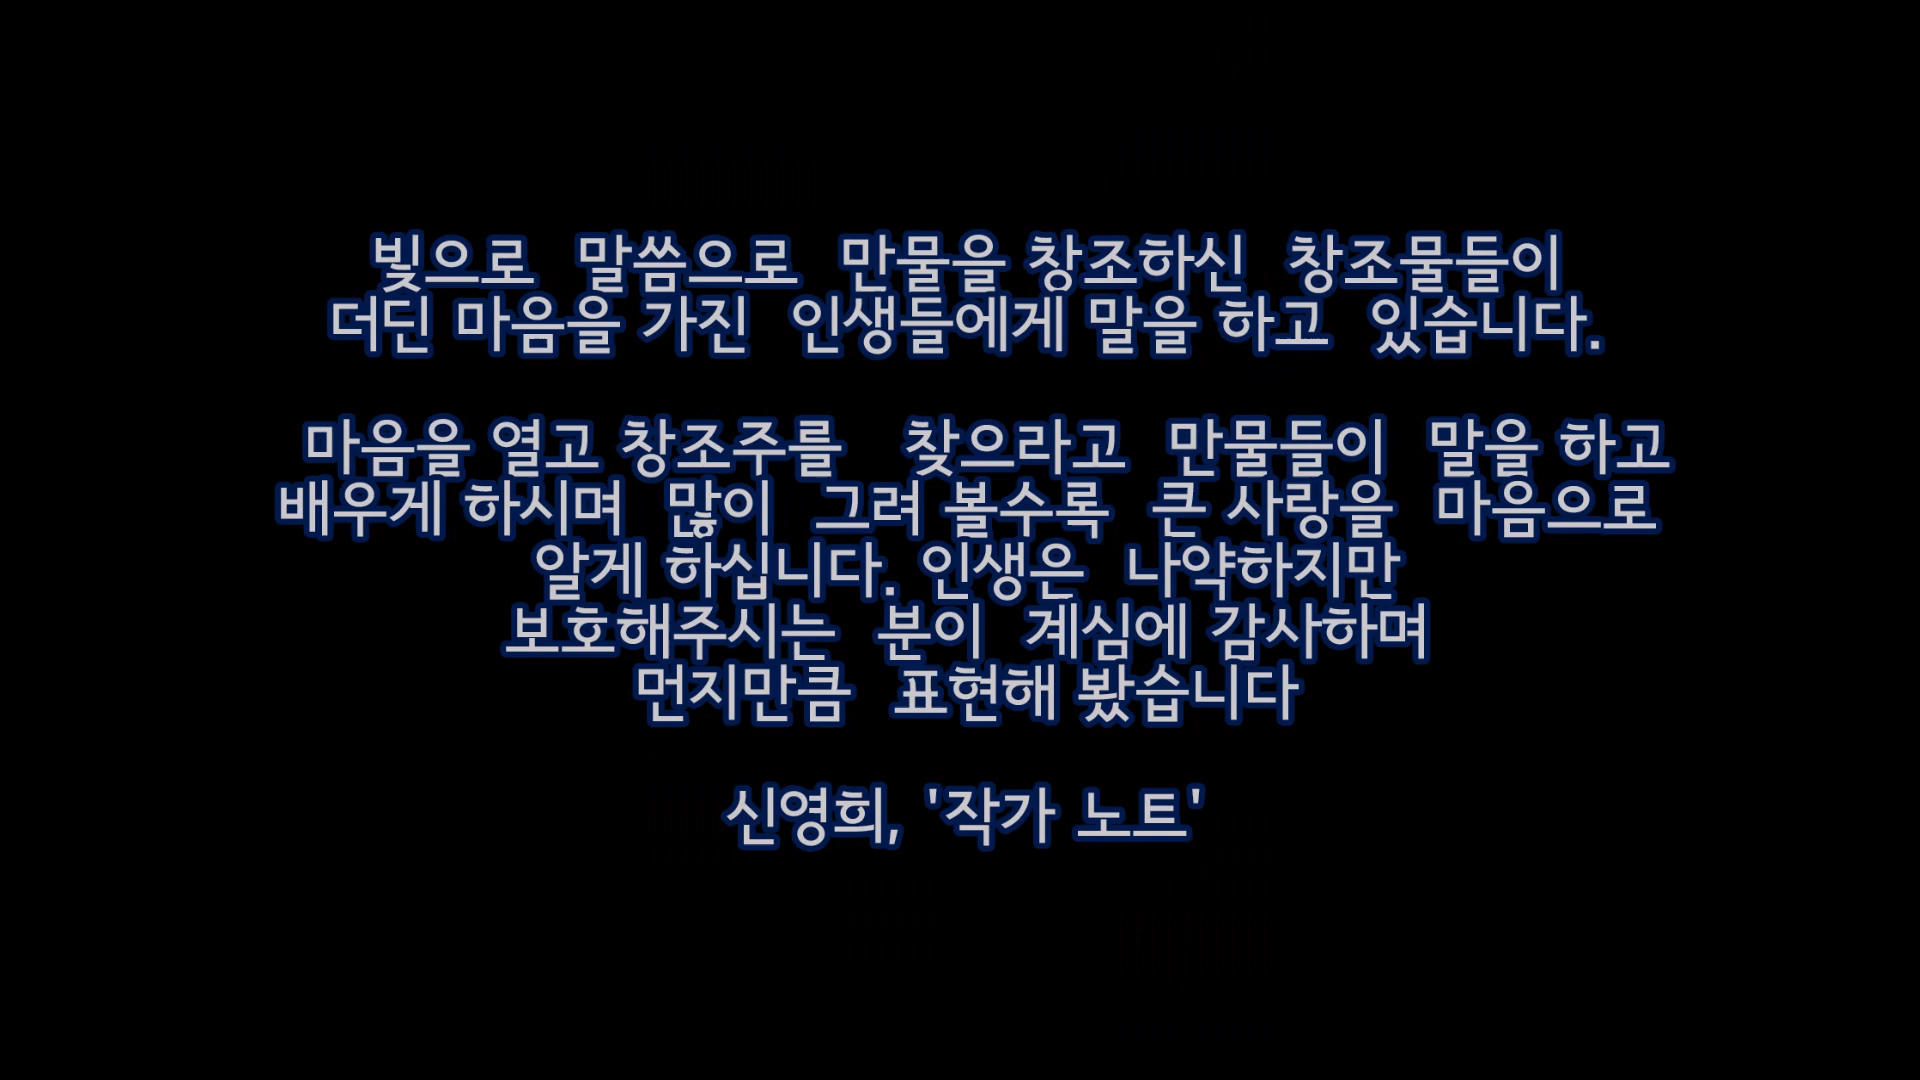 빛으로 말씀으로 만물을 창조하신 창조물들이
더딘 마음을 가진 인생들에게 말을 하고 있습니다.
마음을 열고 창조주를 찾으라고 만물들이 말을 하고
배우게 하시며 많이 그려 볼수록 큰 사랑을 마음으로
알게 하십니다. 인생은 나약하지만
보호해주시는 분이 계심에 감사하며
먼지만큼 표현해 봤습니다
신영희, '작가 노트'